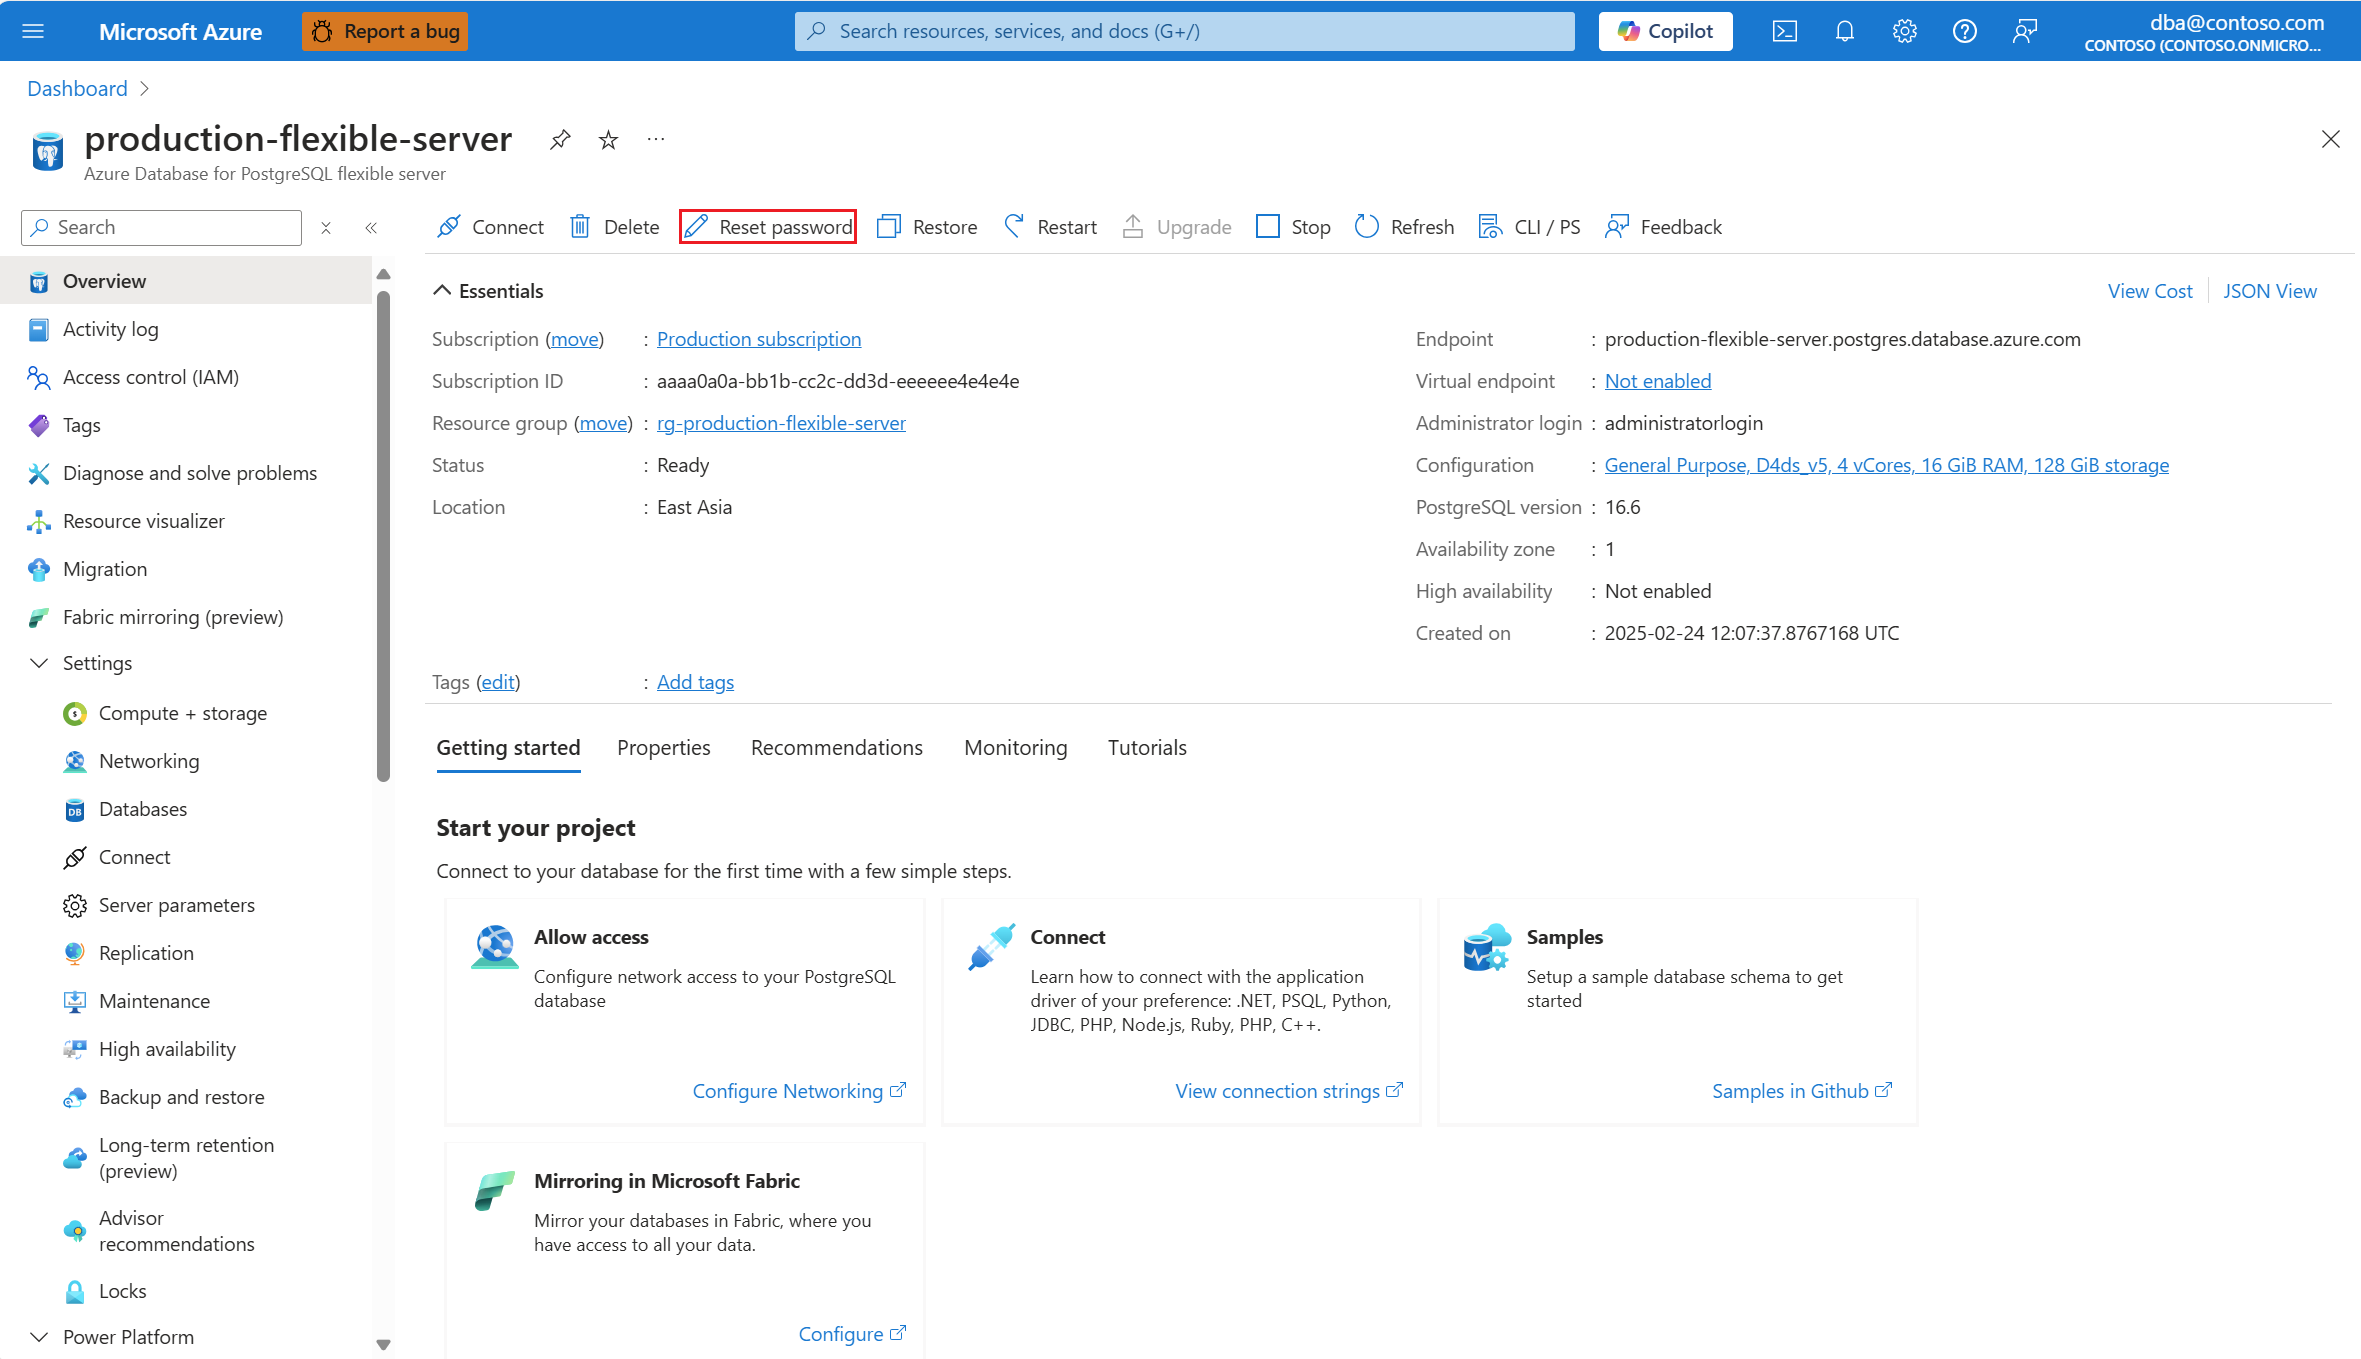 Microsoft Azure
Report a bug
Search resources, services, and docs (G+/)
Copilot
dba@contoso.com
CONTOSO (CONTOSO.ONMICRO...
Dashboard
production-flexible-server
Azure Database for PostgreSQL flexible server
Search
Connect
Delete
Reset password
Restore
Restart
Upgrade
Stop
Refresh
CLI / PS
Feedback
Overview
Activity log
Access control (IAM)
Tags
Diagnose and solve problems
Resource visualizer
Migration
Fabric mirroring (preview)
Settings
Compute + storage
Networking
Databases
Connect
Server parameters
Replication
Maintenance
High availability
Backup and restore
Long-term retention
(preview)
Advisor
recommendations
Locks
Power Platform
Essentials
View Cost
JSON View
Subscription (move) : Production subscription
Subscription ID : aaaa0a0a-bb1b-cc2c-dd3d-eeeeee4e4e4e
Resource group (move) : rg-production-flexible-server
Status : Ready
Location : East Asia
Endpoint : production-flexible-server.postgres.database.azure.com
Virtual endpoint : Not enabled
Administrator login : administratorlogin
Configuration : General Purpose, D4ds_v5, 4 vCores, 16 GiB RAM, 128 GiB storage
PostgreSQL version : 16.6
Availability zone : 1
High availability : Not enabled
Created on : 2025-02-24 12:07:37.8767168 UTC
Tags (edit) : Add tags
Getting started
Properties
Recommendations
Monitoring
Tutorials
Start your project
Connect to your database for the first time with a few simple steps.
Allow access
Configure network access to your PostgreSQL
database
Configure Networking
Connect
Learn how to connect with the application
driver of your preference: .NET, PSQL, Python,
JDBC, PHP, Node.js, Ruby, PHP, C++.
View connection strings
Samples
Setup a sample database schema to get
started
Samples in Github
Mirroring in Microsoft Fabric
Mirror your databases in Fabric, where you
have access to all your data.
Configure